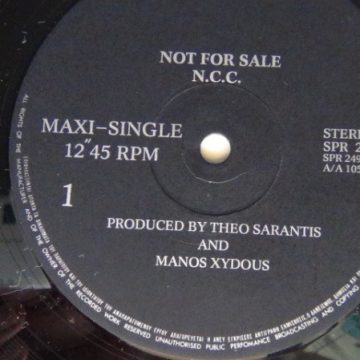 NOT FOR SALE
N.C.C.
MAXI-SINGLE
12" 45 RPM
STERE
SPR 2
SPR 249
A/A 105
1
PRODUCED BY THEO SARANTIS
AND
MANOS XYDOUS
ALL RIGHTS OF THE MANUFACTURER AND OF THE OWNER OF THE RECORDED WORK RESERVED UNAUTHORISED PUBLIC PERFOMANCE BROADCASTING AND COPYING